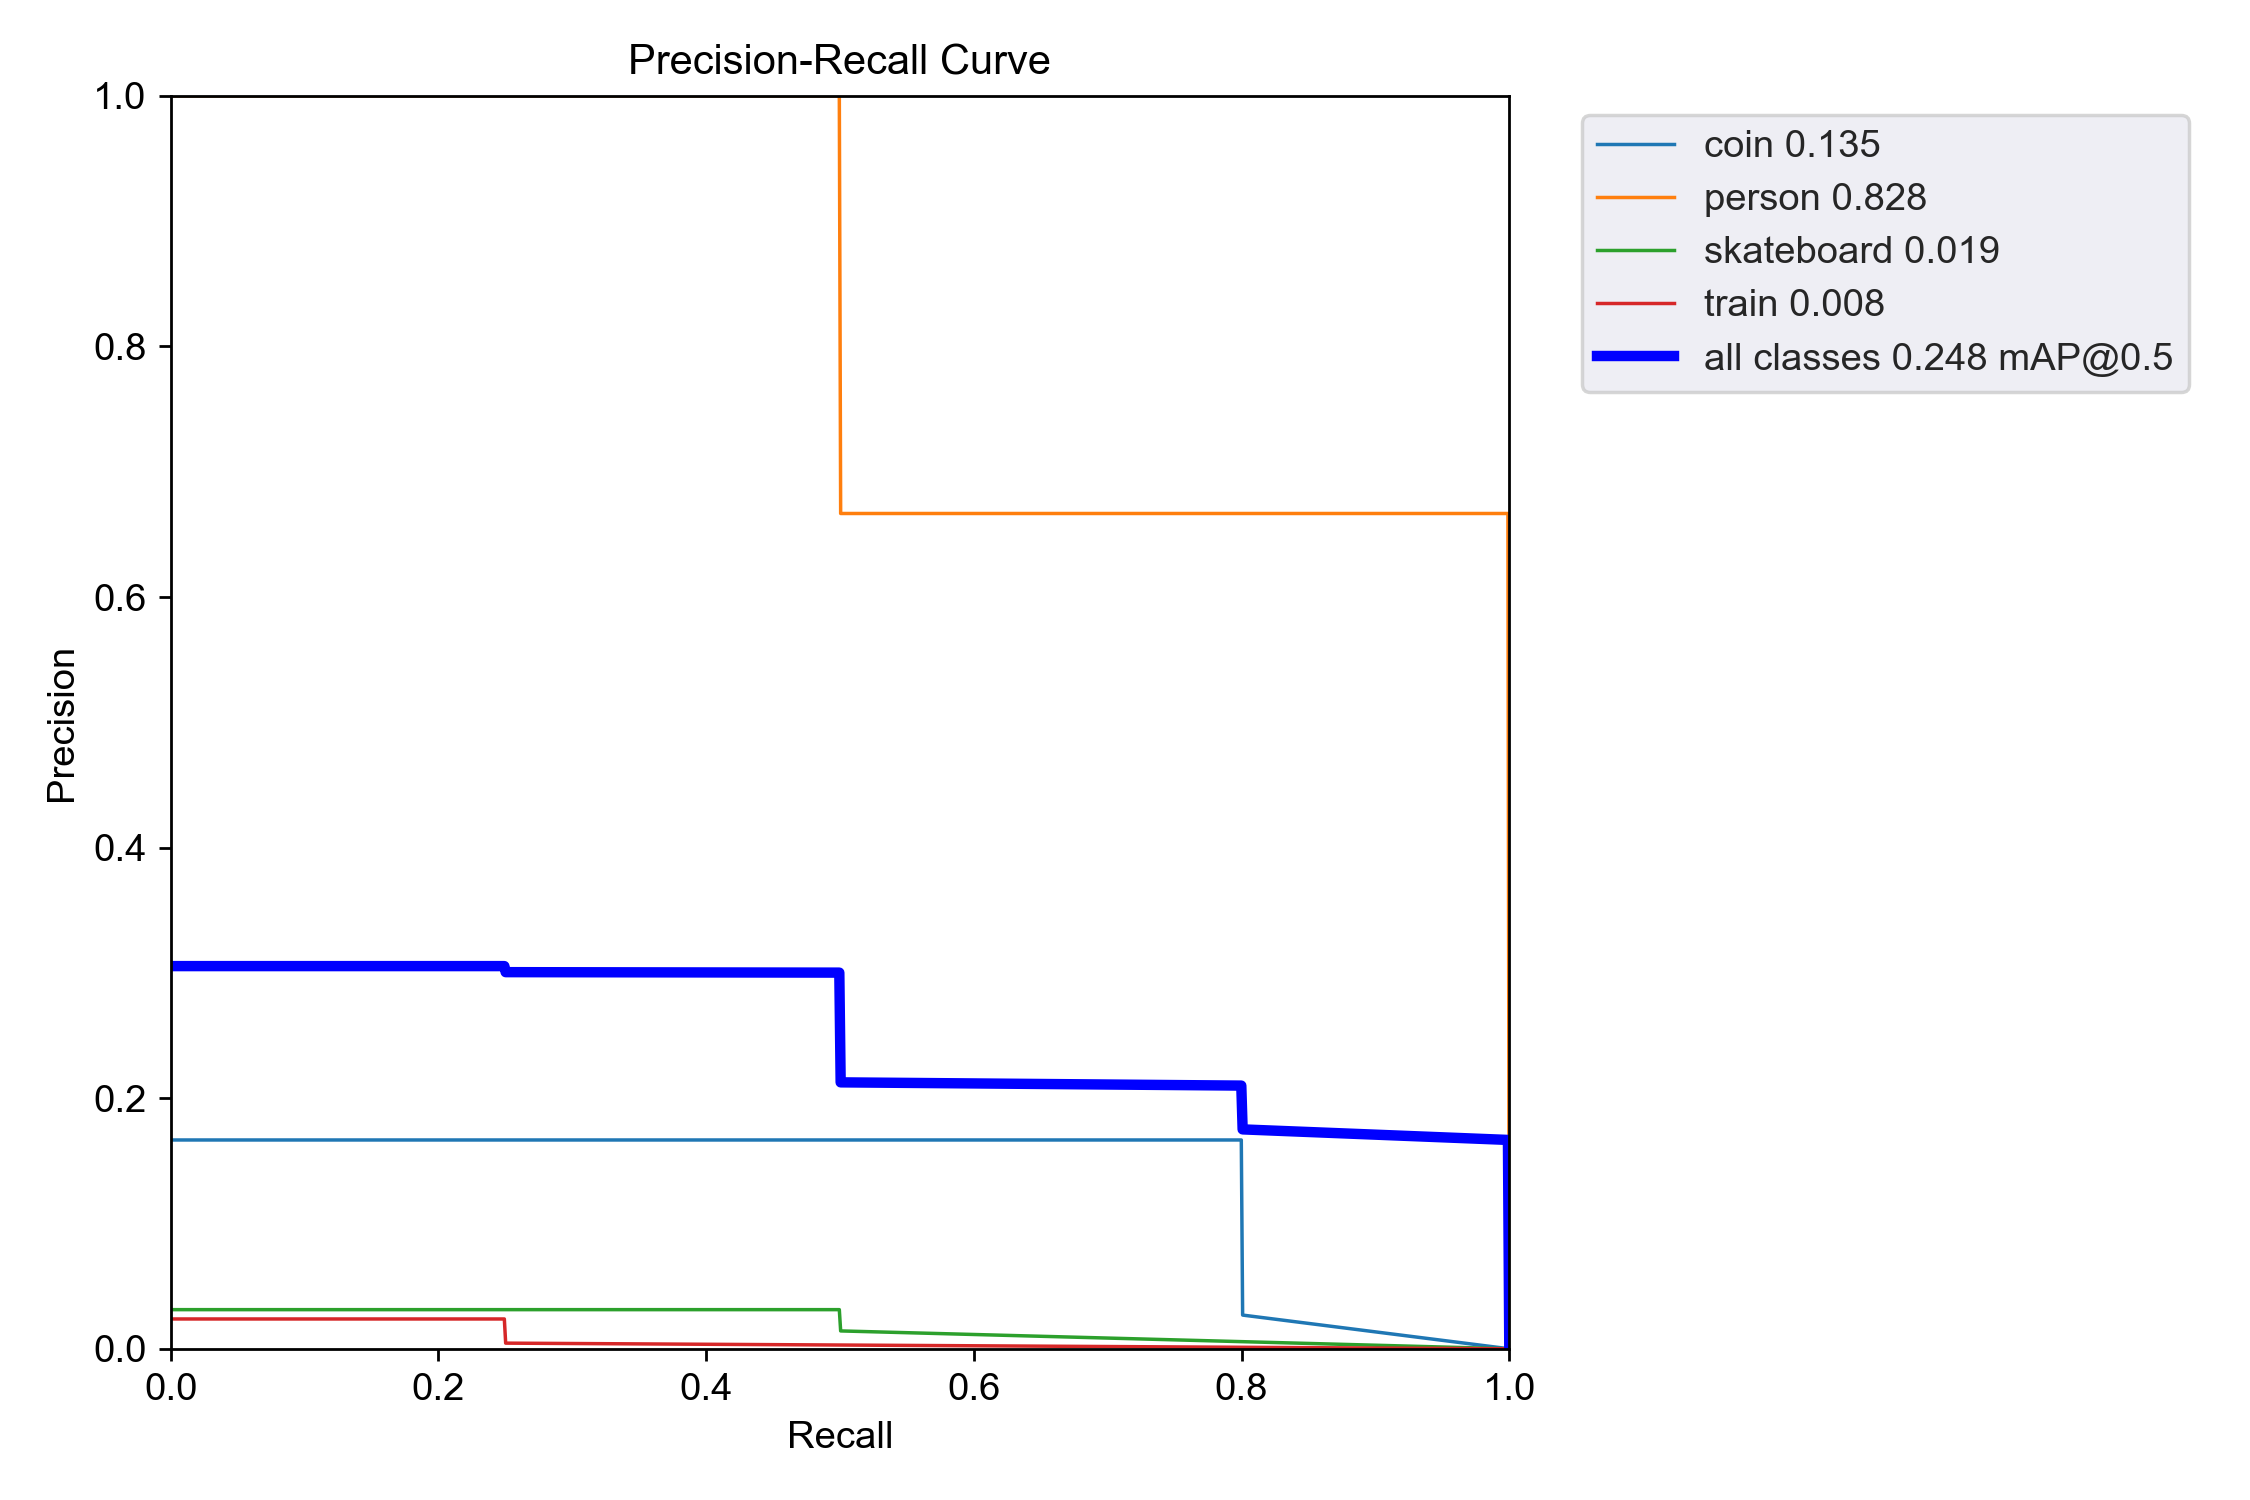 Precision-Recall Curve
1.0
0.8
0.6
0.4
0.2
0.0
Precision
0.0 0.2 0.4 0.6 0.8 1.0
Recall
coin 0.135
person 0.828
skateboard 0.019
train 0.008
all classes 0.248 mAP@0.5